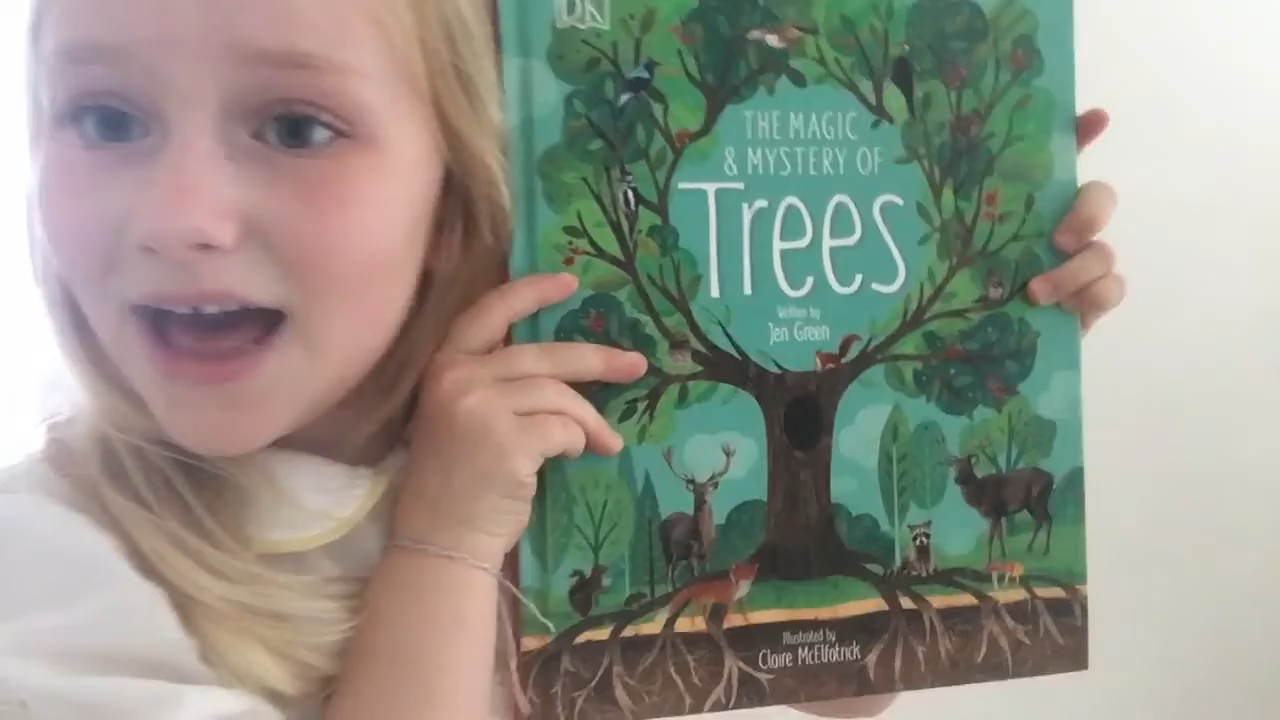 DK
THE MAGIC
& MYSTERY OF
Trees
Written by
Jen Green
Illustrated by
Claire McElfatrick